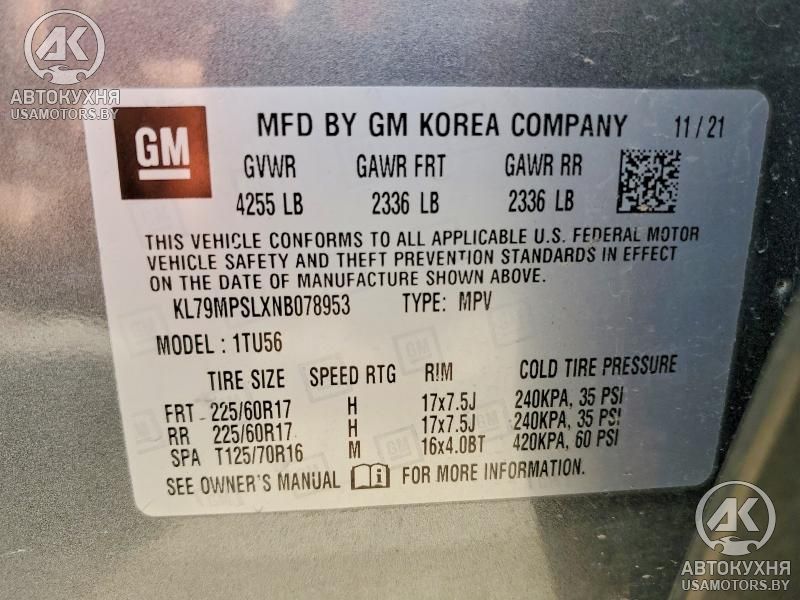 AK
АВТОКУХНЯ
USAMOTORS.BY
GM
MFD BY GM KOREA COMPANY 11/21
GVWR GAWR FRT GAWR RR
4255 LB 2336 LB 2336 LB
THIS VEHICLE CONFORMS TO ALL APPLICABLE U.S. FEDERAL MOTOR
VEHICLE SAFETY AND THEFT PREVENTION STANDARDS IN EFFECT
ON THE DATE OF MANUFACTURE SHOWN ABOVE.
KL79MPSLXNB078953 TYPE: MPV
MODEL : 1TU56
TIRE SIZE SPEED RTG RIM COLD TIRE PRESSURE
FRT 225/60R17 H 17x7.5J 240KPA, 35 PSI
RR 225/60R17 H 17x7.5J 240KPA, 35 PSI
SPA T125/70R16 M 16x4.0BT 420KPA, 60 PSI
SEE OWNER'S MANUAL FOR MORE INFORMATION.
AK
АВТОКУХНЯ
USAMOTORS.BY